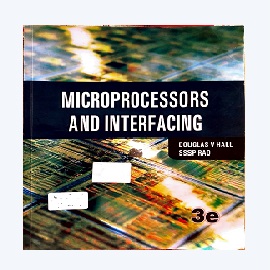 MICROPROCESSORS
AND INTERFACING
DOUGLAS V HALL
SSSP RAO
3e